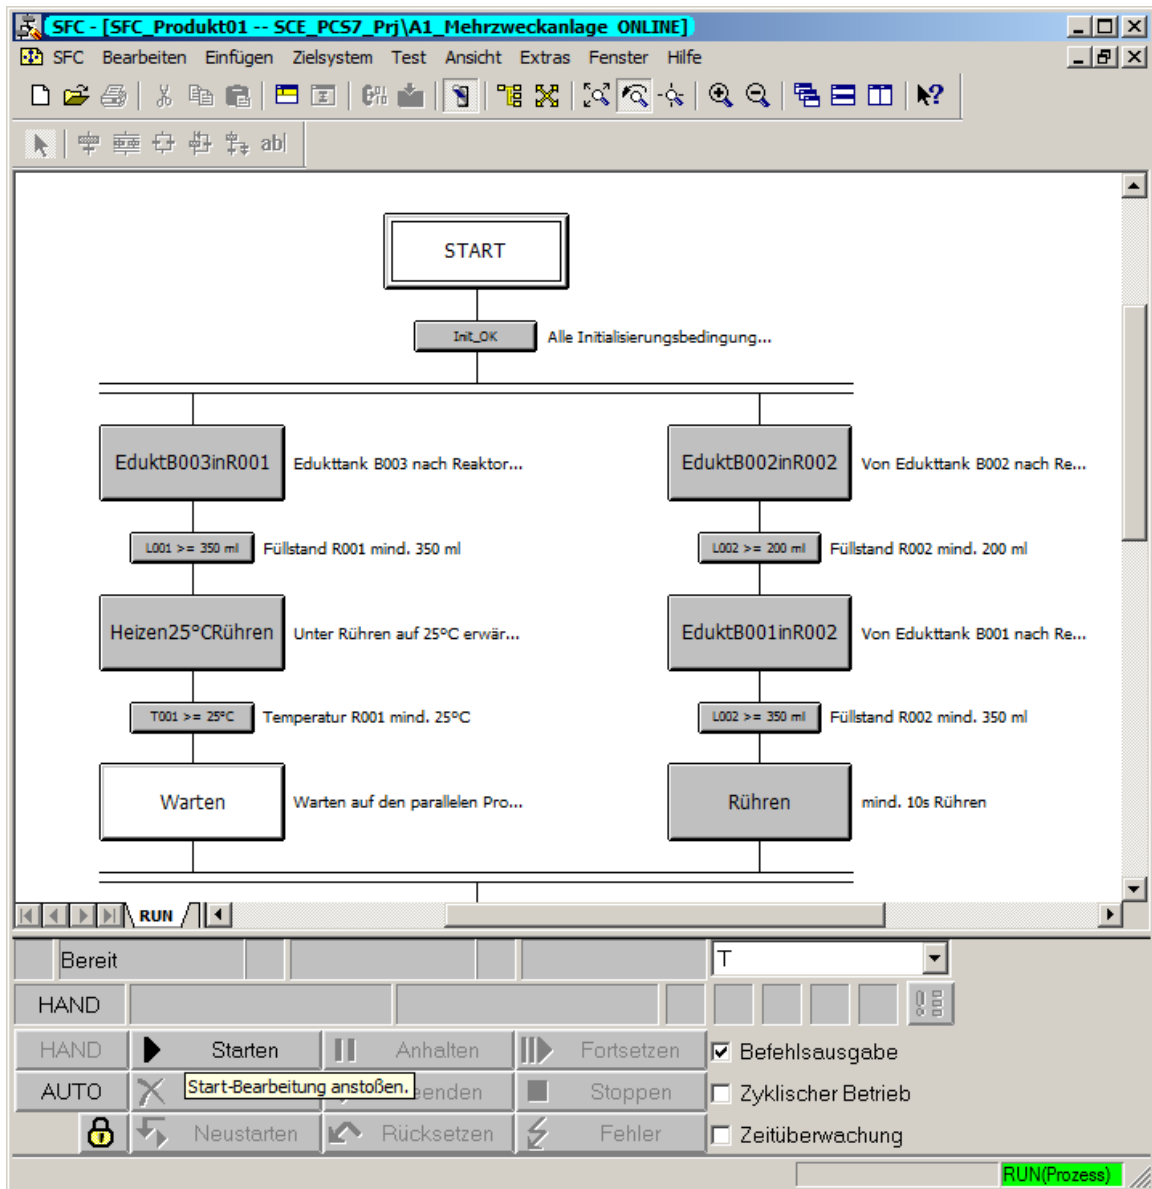 SFC - [SFC_Produkt01 -- SCE_PCS7_Prj\A1_Mehrzweckanlage ONLINE]
SFC Bearbeiten Einfügen Zielsystem Test Ansicht Extras Fenster Hilfe
abl
START
Init_OK Alle Initialisierungsbedingung...
EduktB003inR001 Edukttank B003 nach Reaktor... EduktB002inR002 Von Edukttank B002 nach Re...
L001 >= 350 ml Füllstand R001 mind. 350 ml L002 >= 200 ml Füllstand R002 mind. 200 ml
Heizen25°CRühren Unter Rühren auf 25°C erwär... EduktB001inR002 Von Edukttank B001 nach Re...
T001 >= 25°C Temperatur R001 mind. 25°C L002 >= 350 ml Füllstand R002 mind. 350 ml
Warten Warten auf den parallelen Pro... Rühren mind. 10s Rühren
RUN
Bereit T
HAND
HAND Starten Anhalten Fortsetzen Befehlsausgabe
AUTO Start-Bearbeitung anstoßen. eenden Stoppen Zyklischer Betrieb
Neustarten Rücksetzen Fehler Zeitüberwachung
RUN(Prozess)